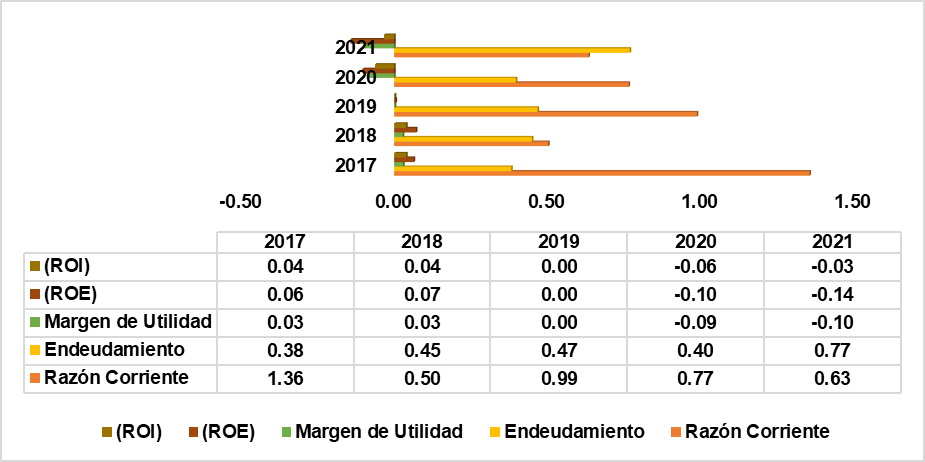 2021
2020
2019
2018
2017
-0.50 0.00 0.50 1.00 1.50
2017 2018 2019 2020 2021
(ROI) 0.04 0.04 0.00 -0.06 -0.03
(ROE) 0.06 0.07 0.00 -0.10 -0.14
Margen de Utilidad 0.03 0.03 0.00 -0.09 -0.10
Endeudamiento 0.38 0.45 0.47 0.40 0.77
Razón Corriente 1.36 0.50 0.99 0.77 0.63
(ROI) (ROE) Margen de Utilidad Endeudamiento Razón Corriente